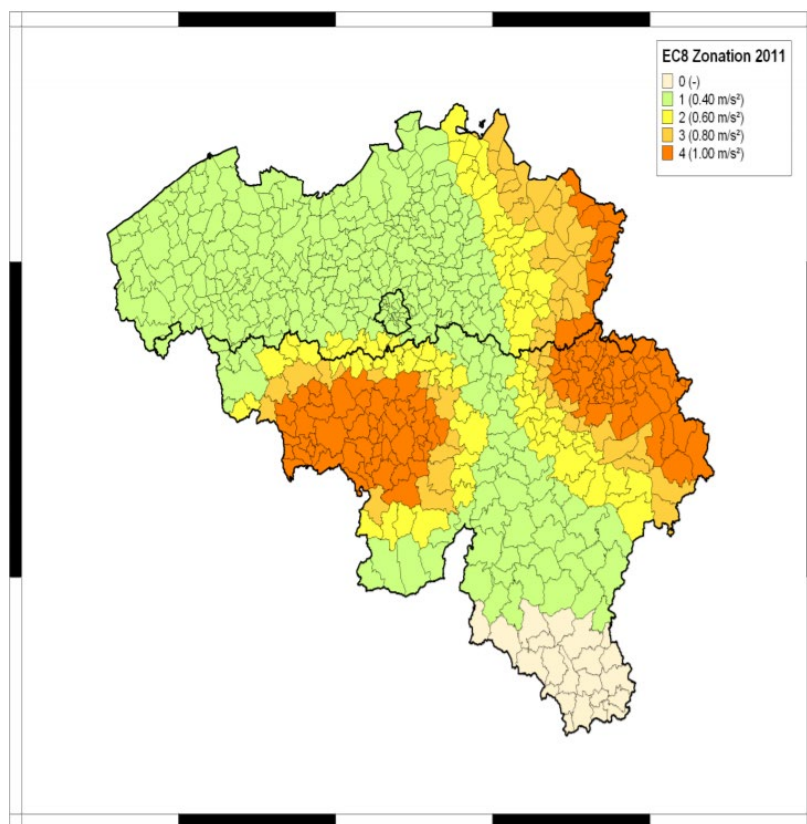 EC8 Zonation 2011
0 (-)
1 (0.40 m/s²)
2 (0.60 m/s²)
3 (0.80 m/s²)
4 (1.00 m/s²)